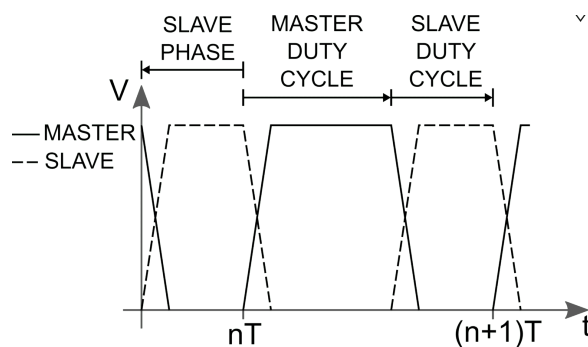 SLAVE
PHASE
MASTER
DUTY
CYCLE
SLAVE
DUTY
CYCLE
V
MASTER
SLAVE
nT
(n+1)T
t